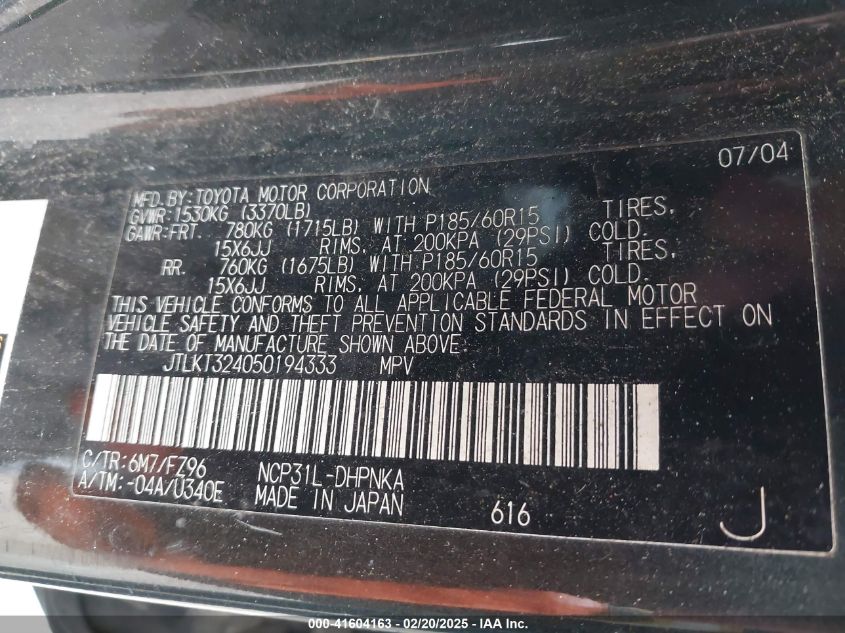 07/04
MFD. BY: TOYOTA MOTOR CORPORATION
GVWR: 1530KG (3370LB)
GAWR: FRT. 780KG (1715LB) WITH P185/60R15 TIRES,
15X6JJ RIMS, AT 200KPA (29PSI) COLD.
RR. 760KG (1675LB) WITH P185/60R15 TIRES,
15X6JJ RIMS, AT 200KPA (29PSI) COLD.
THIS VEHICLE CONFORMS TO ALL APPLICABLE FEDERAL MOTOR
VEHICLE SAFETY AND THEFT PREVENTION STANDARDS IN EFFECT ON
THE DATE OF MANUFACTURE SHOWN ABOVE.
JTLKT324050194333 MPV
C/TR: 6M7/FZ96 NCP31L-DHPNKA
A/TM: -04A/U340E MADE IN JAPAN 616 J
000-41604163 - 02/20/2025 - IAA Inc.